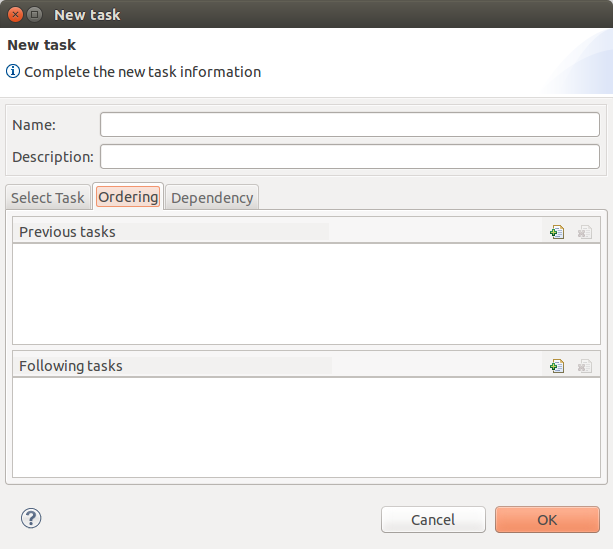 New task
New task
Complete the new task information
Name:
Description:
Select Task Ordering Dependency
Previous tasks
Following tasks
Cancel OK